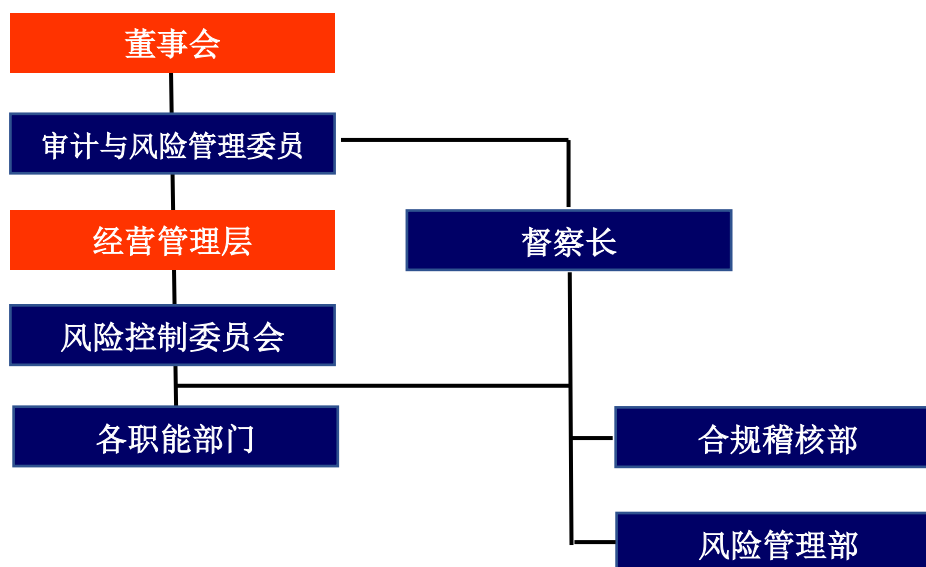 董事会
审计与风险管理委员
经营管理层
督察长
风险控制委员会
各职能部门
合规稽核部
风险管理部